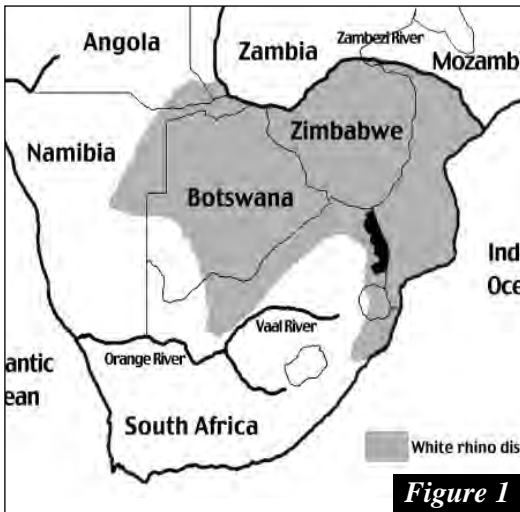 Angola
Zambia
Zambezi River
Mozamb
Zimbabwe
Namibia
Botswana
Ind
Oce
Vaal River
Orange River
antic
ean
South Africa
White rhino dis
Figure 1